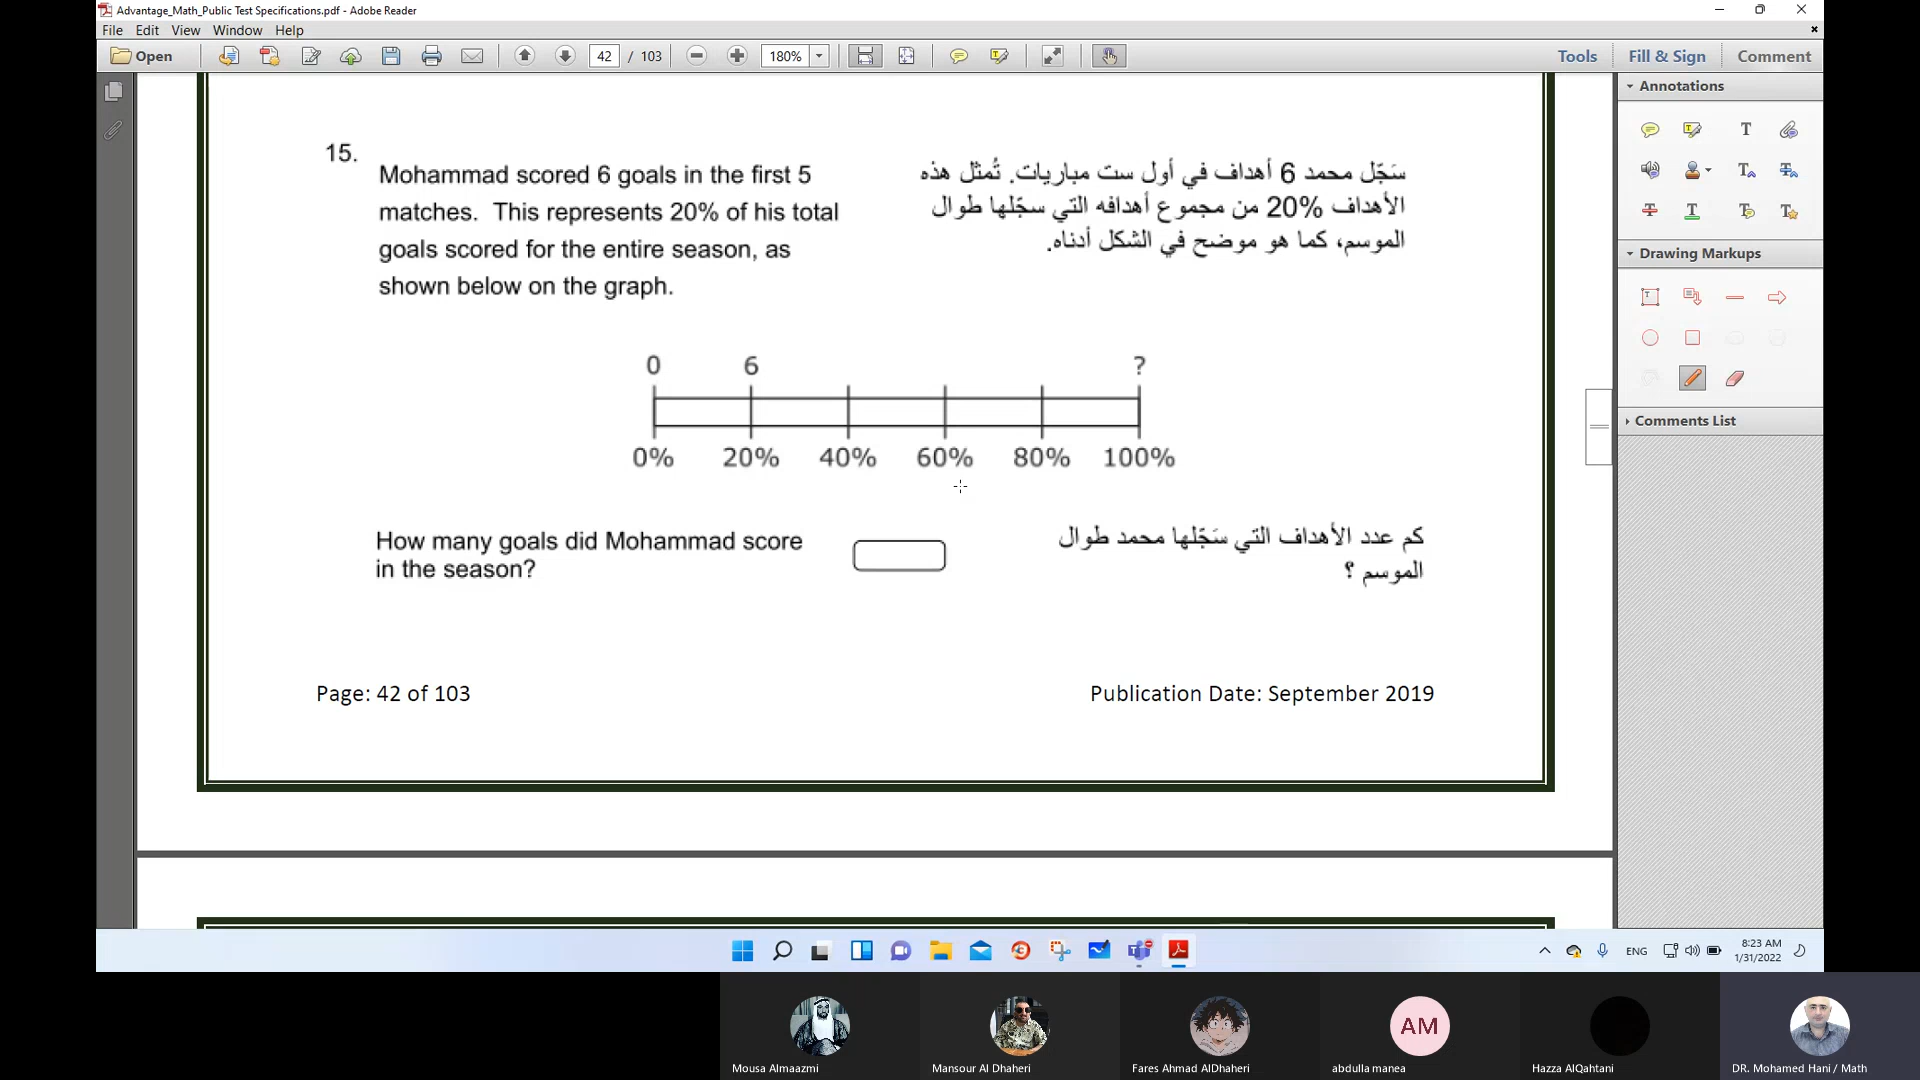 Advantage_Math_Public Test Specifications.pdf - Adobe Reader
File Edit View Window Help
Open 42 / 103 180% Tools Fill & Sign Comment
Annotations
Drawing Markups
Comments List
15.
Mohammad scored 6 goals in the first 5
matches. This represents 20% of his total
goals scored for the entire season, as
shown below on the graph.
سَجّل محمد 6 أهداف في أول ست مباريات. تُمثل هذه
الأهداف 20% من مجموع أهدافه التي سجّلها طوال
الموسم، كما هو موضح في الشكل أدناه.
0 6 ?
0% 20% 40% 60% 80% 100%
How many goals did Mohammad score
in the season?
كم عدد الأهداف التي سَجّلها محمد طوال
الموسم ؟
Page: 42 of 103
Publication Date: September 2019
ENG
8:23 AM
1/31/2022
AM
Mousa Almaazmi
Mansour Al Dhaheri
Fares Ahmad AlDhaheri
abdulla manea
Hazza AlQahtani
DR. Mohamed Hani / Math